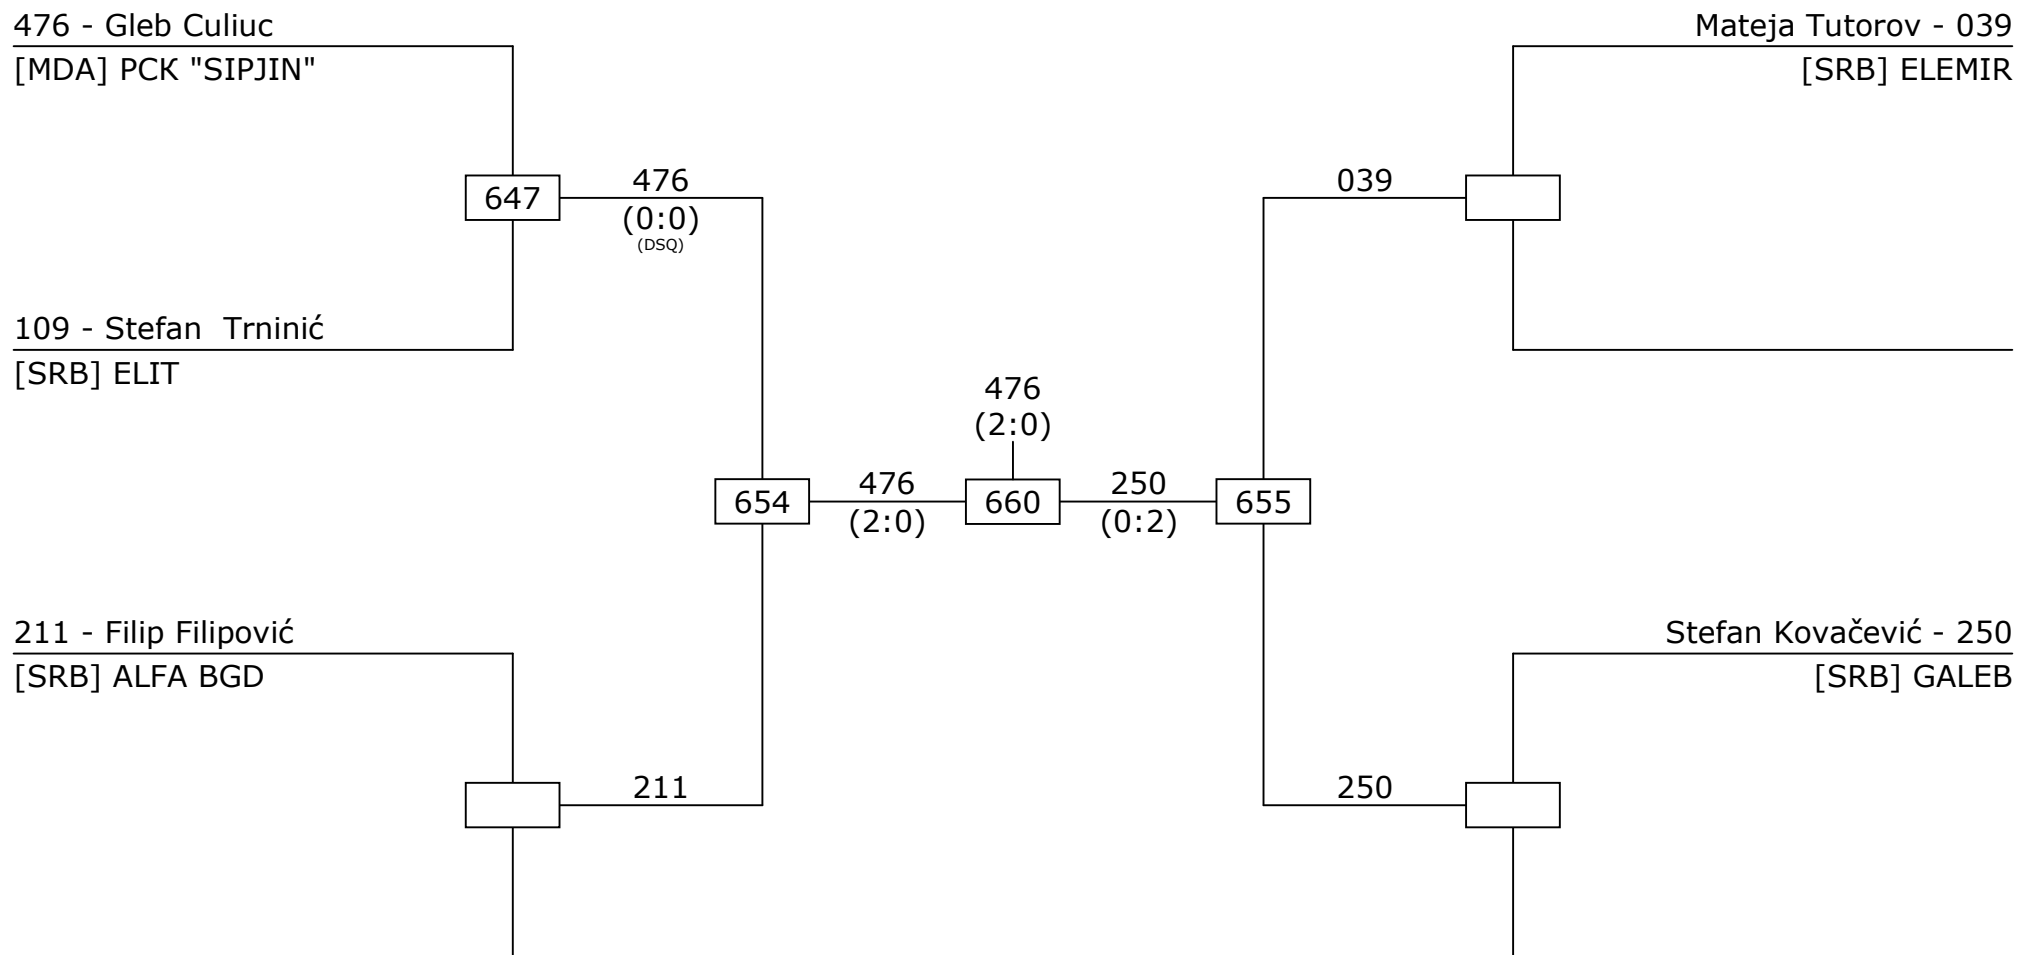 476 - Gleb Culiuc
[MDA] РСК "SIPJIN"
Mateja Tutorov - 039
[SRB] ELEMIR
647
476
(0:0)
(DSQ)
039
109 - Stefan  Trninić
[SRB] ELIT
476
(2:0)
654
476
(2:0)
660
250
(0:2)
655
211 - Filip Filipović
[SRB] ALFA BGD
Stefan Kovačević - 250
[SRB] GALEB
211
250